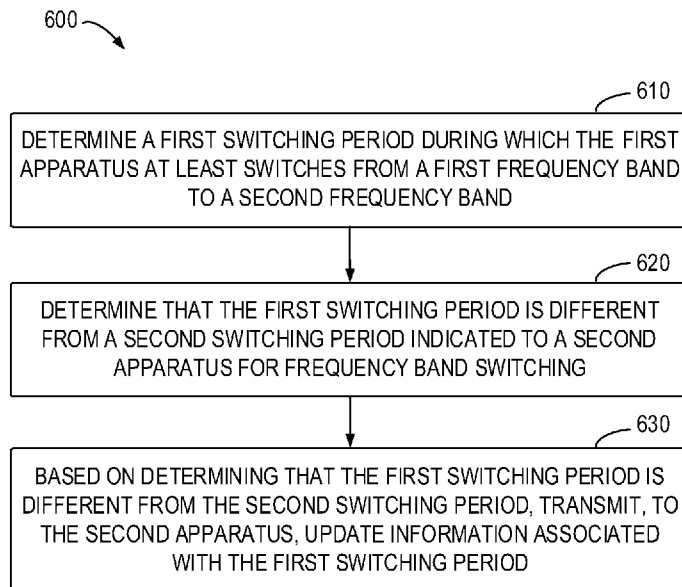 600
610
DETERMINE A FIRST SWITCHING PERIOD DURING WHICH THE FIRST
APPARATUS AT LEAST SWITCHES FROM A FIRST FREQUENCY BAND
TO A SECOND FREQUENCY BAND
620
DETERMINE THAT THE FIRST SWITCHING PERIOD IS DIFFERENT
FROM A SECOND SWITCHING PERIOD INDICATED TO A SECOND
APPARATUS FOR FREQUENCY BAND SWITCHING
630
BASED ON DETERMINING THAT THE FIRST SWITCHING PERIOD IS
DIFFERENT FROM THE SECOND SWITCHING PERIOD, TRANSMIT, TO
THE SECOND APPARATUS, UPDATE INFORMATION ASSOCIATED
WITH THE FIRST SWITCHING PERIOD